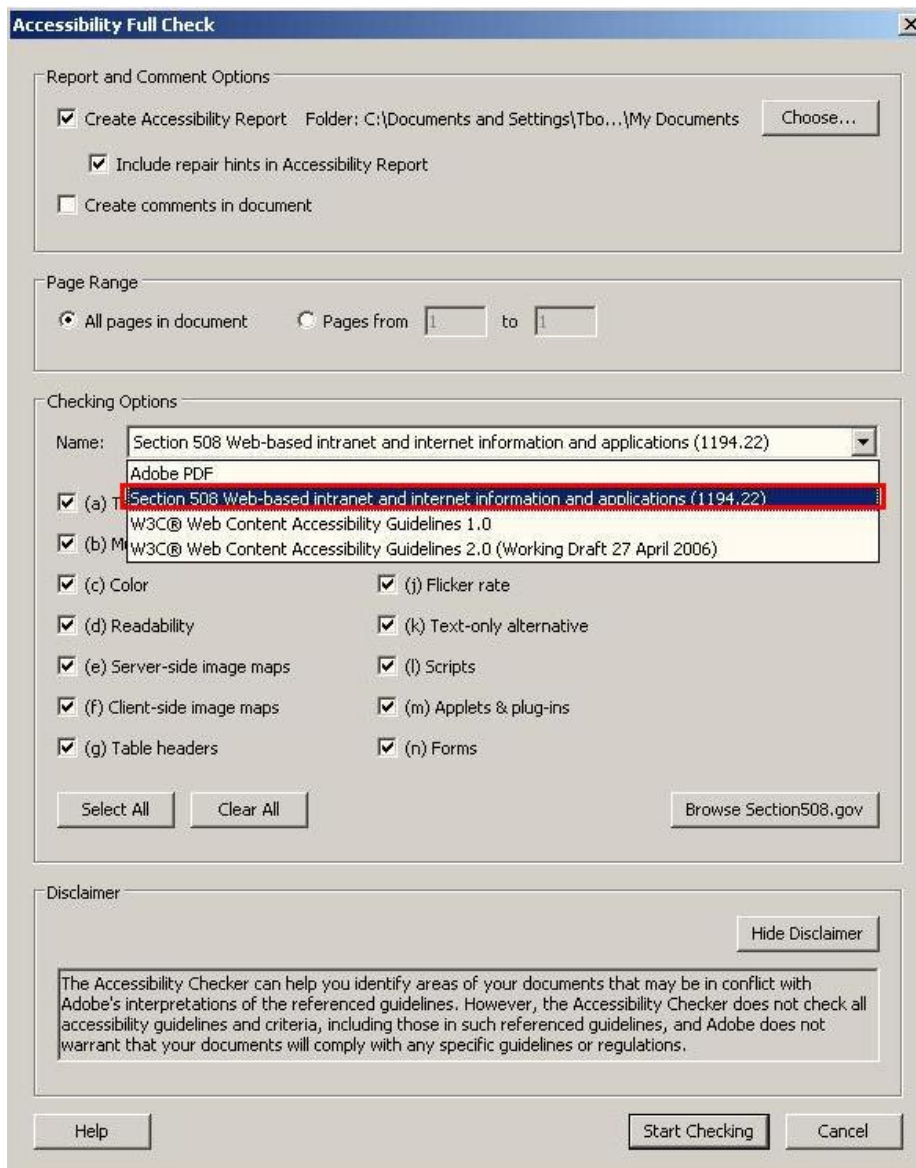 Accessibility Full Check
Report and Comment Options
Create Accessibility Report Folder: C:\Documents and Settings\Tbo...\My Documents Choose...
Include repair hints in Accessibility Report
Create comments in document
Page Range
All pages in document Pages from 1 to 1
Checking Options
Name: Section 508 Web-based intranet and internet information and applications (1194.22)
Adobe PDF
(a) T Section 508 Web-based intranet and internet information and applications (1194.22)
W3C® Web Content Accessibility Guidelines 1.0
(b) M W3C® Web Content Accessibility Guidelines 2.0 (Working Draft 27 April 2006)
(c) Color (j) Flicker rate
(d) Readability (k) Text-only alternative
(e) Server-side image maps (l) Scripts
(f) Client-side image maps (m) Applets & plug-ins
(g) Table headers (n) Forms
Select All Clear All Browse Section508.gov
Disclaimer
Hide Disclaimer
The Accessibility Checker can help you identify areas of your documents that may be in conflict with
Adobe's interpretations of the referenced guidelines. However, the Accessibility Checker does not check all
accessibility guidelines and criteria, including those in such referenced guidelines, and Adobe does not
warrant that your documents will comply with any specific guidelines or regulations.
Help Start Checking Cancel